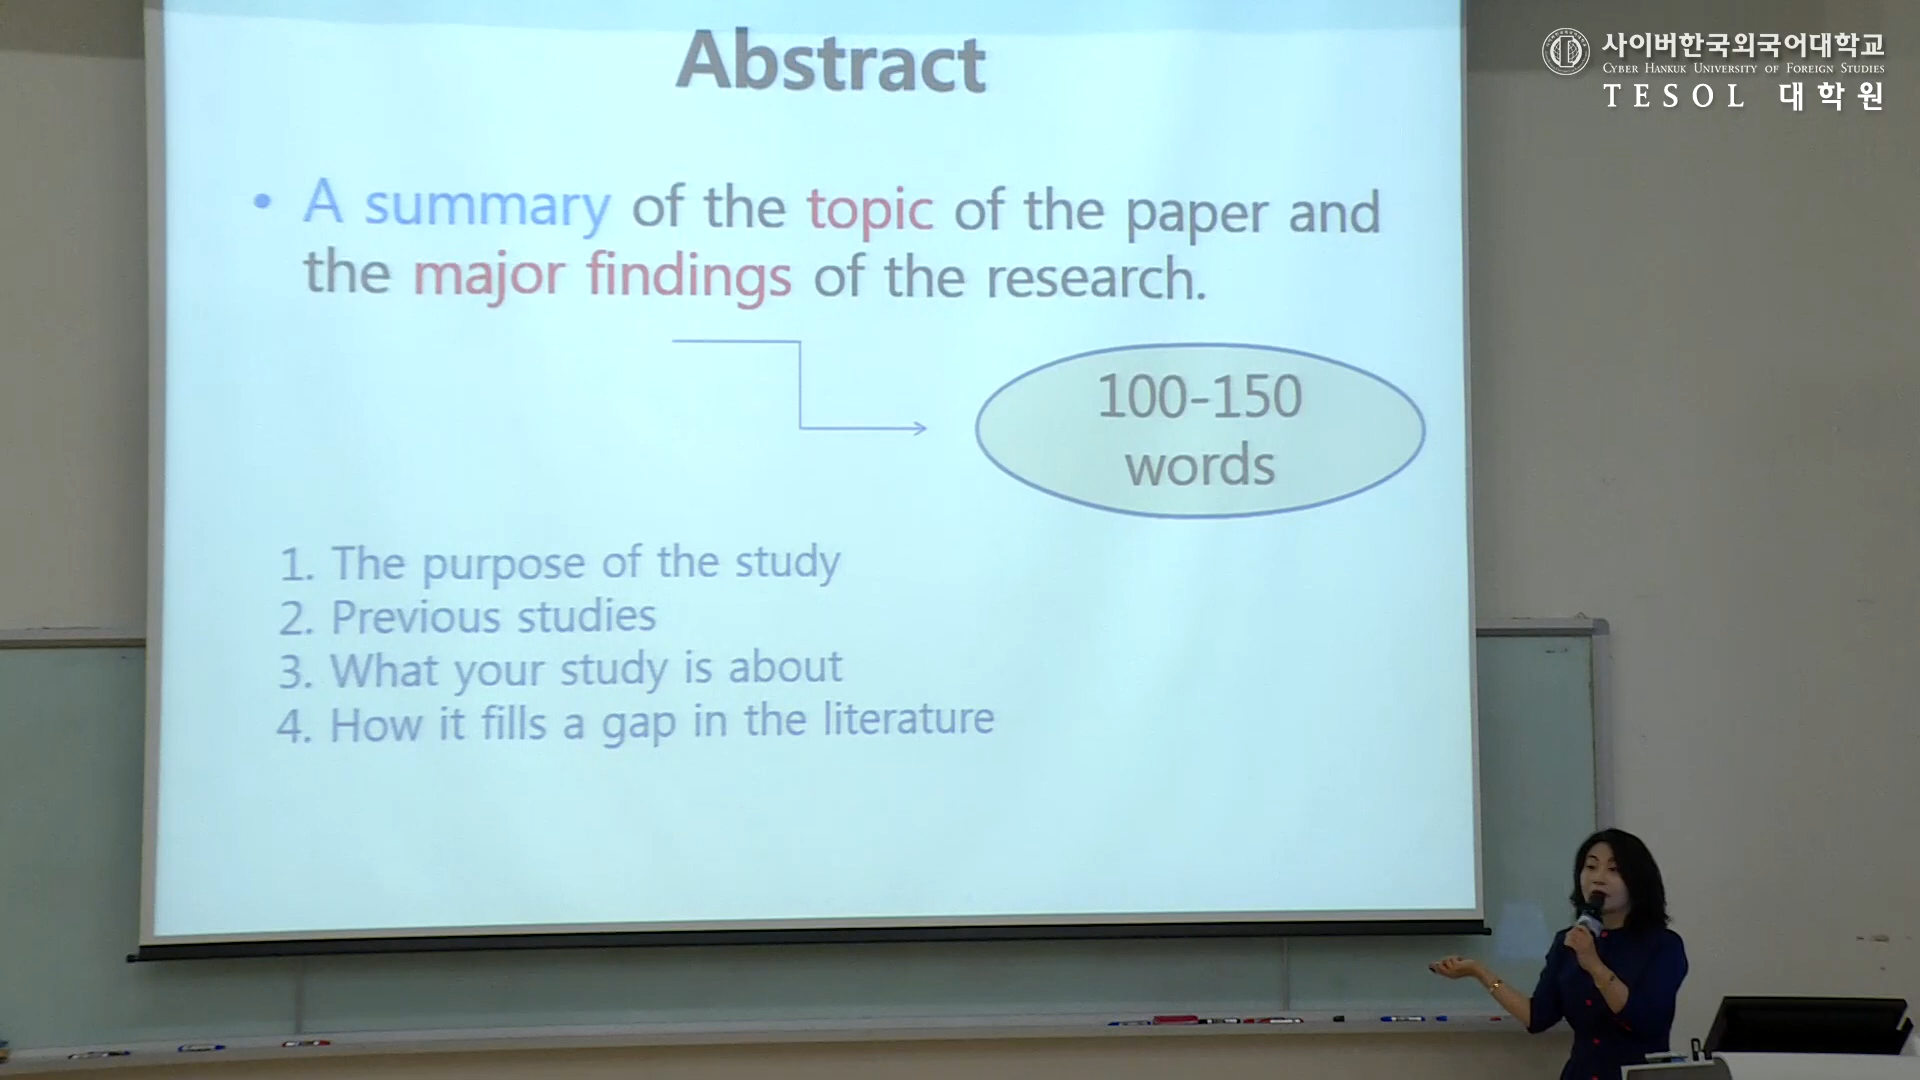 사이버한국외국어대학교
CYBER HANKUK UNIVERSITY OF FOREIGN STUDIES
TESOL 대학원
Abstract
• A summary of the topic of the paper and
the major findings of the research.
100-150
words
1. The purpose of the study
2. Previous studies
3. What your study is about
4. How it fills a gap in the literature